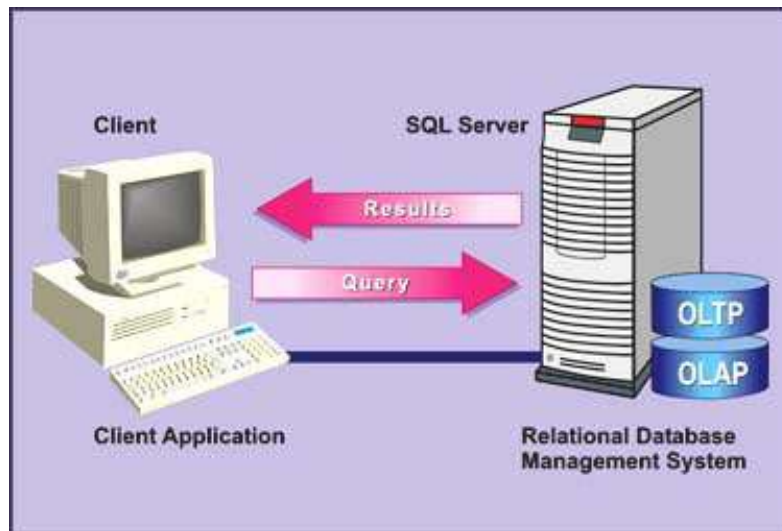 Client
SQL Server
Results
Query
OLTP
OLAP
Client Application
Relational Database
Management System